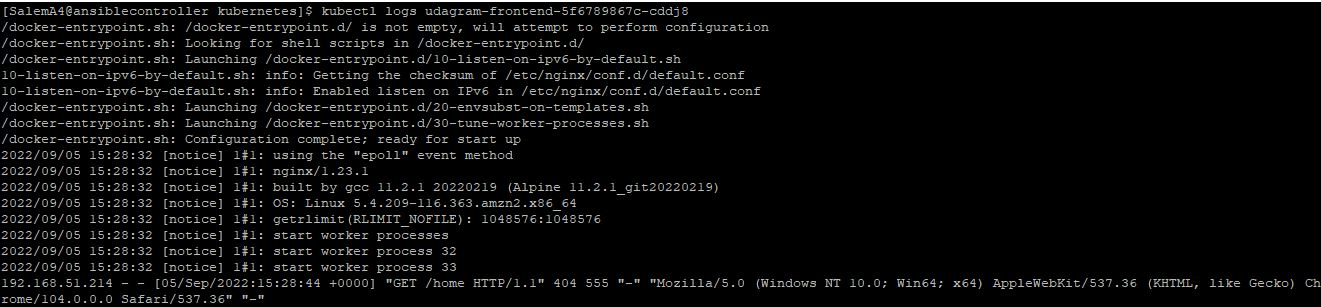 [SalemA4@ansiblecontroller kubernetes]$ kubectl logs udagram-frontend-5f6789867c-cddj8
/docker-entrypoint.sh: /docker-entrypoint.d/ is not empty, will attempt to perform configuration
/docker-entrypoint.sh: Looking for shell scripts in /docker-entrypoint.d/
/docker-entrypoint.sh: Launching /docker-entrypoint.d/10-listen-on-ipv6-by-default.sh
10-listen-on-ipv6-by-default.sh: info: Getting the checksum of /etc/nginx/conf.d/default.conf
10-listen-on-ipv6-by-default.sh: info: Enabled listen on IPv6 in /etc/nginx/conf.d/default.conf
/docker-entrypoint.sh: Launching /docker-entrypoint.d/20-envsubst-on-templates.sh
/docker-entrypoint.sh: Launching /docker-entrypoint.d/30-tune-worker-processes.sh
/docker-entrypoint.sh: Configuration complete; ready for start up
2022/09/05 15:28:32 [notice] 1#1: using the "epoll" event method
2022/09/05 15:28:32 [notice] 1#1: nginx/1.23.1
2022/09/05 15:28:32 [notice] 1#1: built by gcc 11.2.1 20220219 (Alpine 11.2.1_git20220219)
2022/09/05 15:28:32 [notice] 1#1: OS: Linux 5.4.209-116.363.amzn2.x86_64
2022/09/05 15:28:32 [notice] 1#1: getrlimit(RLIMIT_NOFILE): 1048576:1048576
2022/09/05 15:28:32 [notice] 1#1: start worker processes
2022/09/05 15:28:32 [notice] 1#1: start worker process 32
2022/09/05 15:28:32 [notice] 1#1: start worker process 33
192.168.51.214 - - [05/Sep/2022:15:28:44 +0000] "GET /home HTTP/1.1" 404 555 "-" "Mozilla/5.0 (Windows NT 10.0; Win64; x64) AppleWebKit/537.36 (KHTML, like Gecko) Ch
rome/104.0.0.0 Safari/537.36" "-"